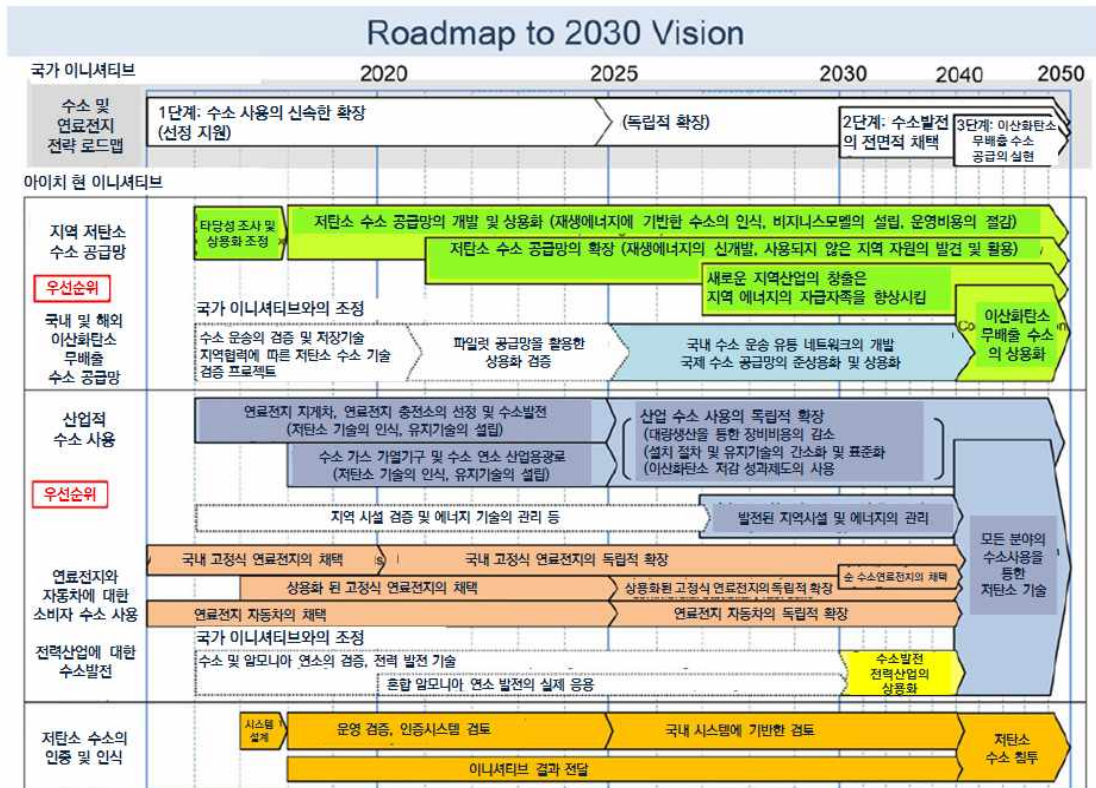 Roadmap to 2030 Vision
국가 이니셔티브
2020
2025
2030
2040
2050
수소 및
연료전지
전략 로드맵
1단계: 수소 사용의 신속한 확장
(선정 지원)
(독립적 확장)
2단계: 수소발전
의 전면적 채택
3단계: 이산화탄소
무배출 수소
공급의 실현
아이치 현 이니셔티브
지역 저탄소
수소 공급망
타당성 조사 및
상용화 조정
저탄소 수소 공급망의 개발 및 상용화 (재생에너지에 기반한 수소의 인식, 비지니스모델의 설립, 운영비용의 절감)
저탄소 수소 공급망의 확장 (재생에너지의 신개발, 사용되지 않은 지역 자원의 발견 및 활용)
새로운 지역산업의 창출은
지역 에너지의 자급자족을 향상시킴
우선순위
국내 및 해외
이산화탄소
무배출
수소 공급망
국가 이니셔티브와의 조정
수소 운송의 검증 및 저장기술
지역협력에 따른 저탄소 수소 기술
검증 프로젝트
파일럿 공급망을 활용한
상용화 검증
국내 수소 운송 유통 네트워크의 개발
국제 수소 공급망의 준상용화 및 상용화
이산화탄소
무배출 수소
의 상용화
산업적
수소 사용
연료전지 지게차, 연료전지 충전소의 선정 및 수소발전
(저탄소 기술의 인식, 유지기술의 설립)
수소 가스 가열기구 및 수소 연소 산업용광로
(저탄소 기술의 인식, 유지기술의 설립)
산업 수소 사용의 독립적 확장
(대량생산을 통한 장비비용의 감소
(설치 절차 및 유지기술의 간소화 및 표준화
(이산화탄소 저감 성과제도의 사용
우선순위
지역 시설 검증 및 에너지 기술의 관리 등
발전된 지역시설 및 에너지의 관리
모든 분야의
수소사용을
통한
저탄소 기술
연료전지와
자동차에 대한
소비자 수소 사용
국내 고정식 연료전지의 채택
국내 고정식 연료전지의 독립적 확장
순 수소연료전지의 채택
상용화 된 고정식 연료전지의 채택
상용화된 고정식 연료전지의 독립적 확장
연료전지 자동차의 채택
연료전지 자동차의 독립적 확장
전력산업에 대한
수소발전
국가 이니셔티브와의 조정
수소 및 암모니아 연소의 검증, 전력 발전 기술
혼합 암모니아 연소 발전의 실제 응용
수소발전
전력산업의
상용화
저탄소 수소의
인증 및 인식
시스템
설계
운영 검증, 인증시스템 검토
국내 시스템에 기반한 검토
이니셔티브 결과 전달
저탄소
수소 침투